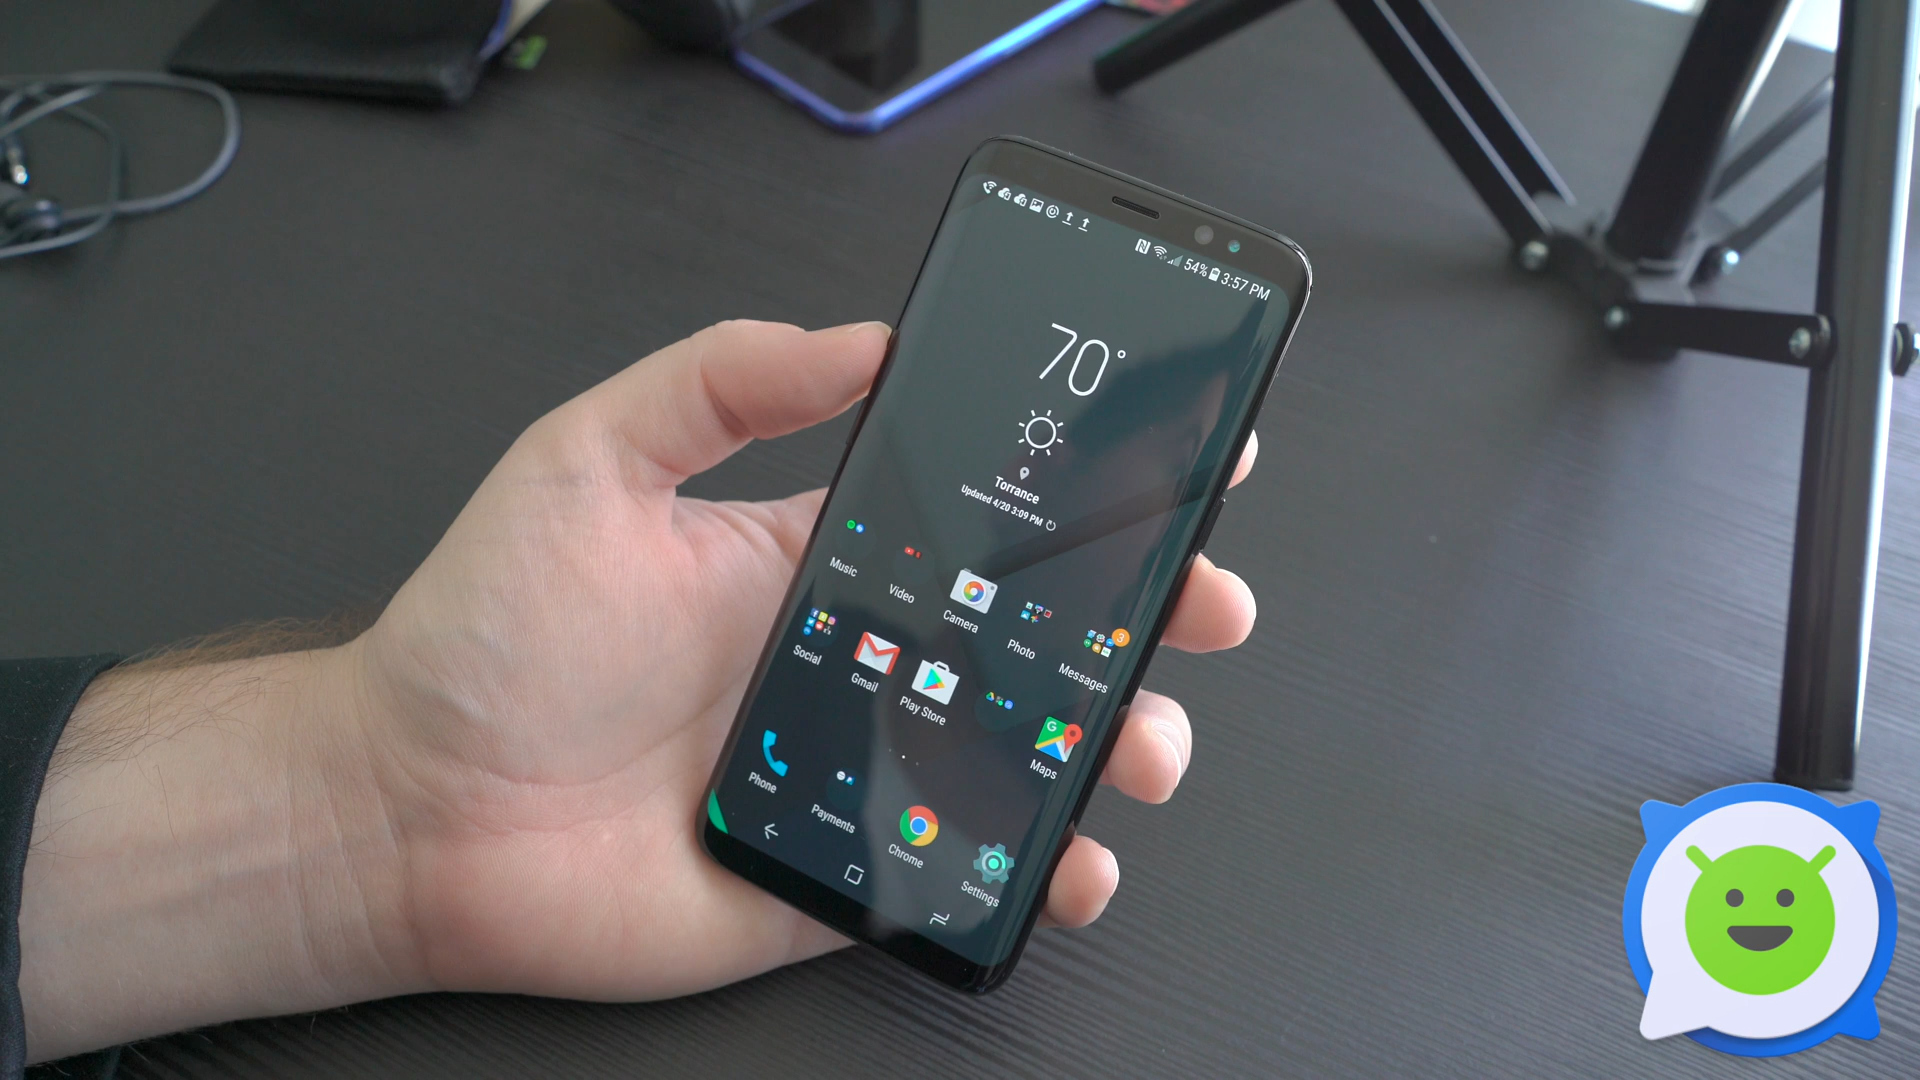 54% 3:57 PM
70°
Torrance
Updated 4/20 3:09 PM
Music
Video
Camera
Photo
Messages
3
Social
Gmail
Play Store
Maps
Phone
Payments
Chrome
Settings